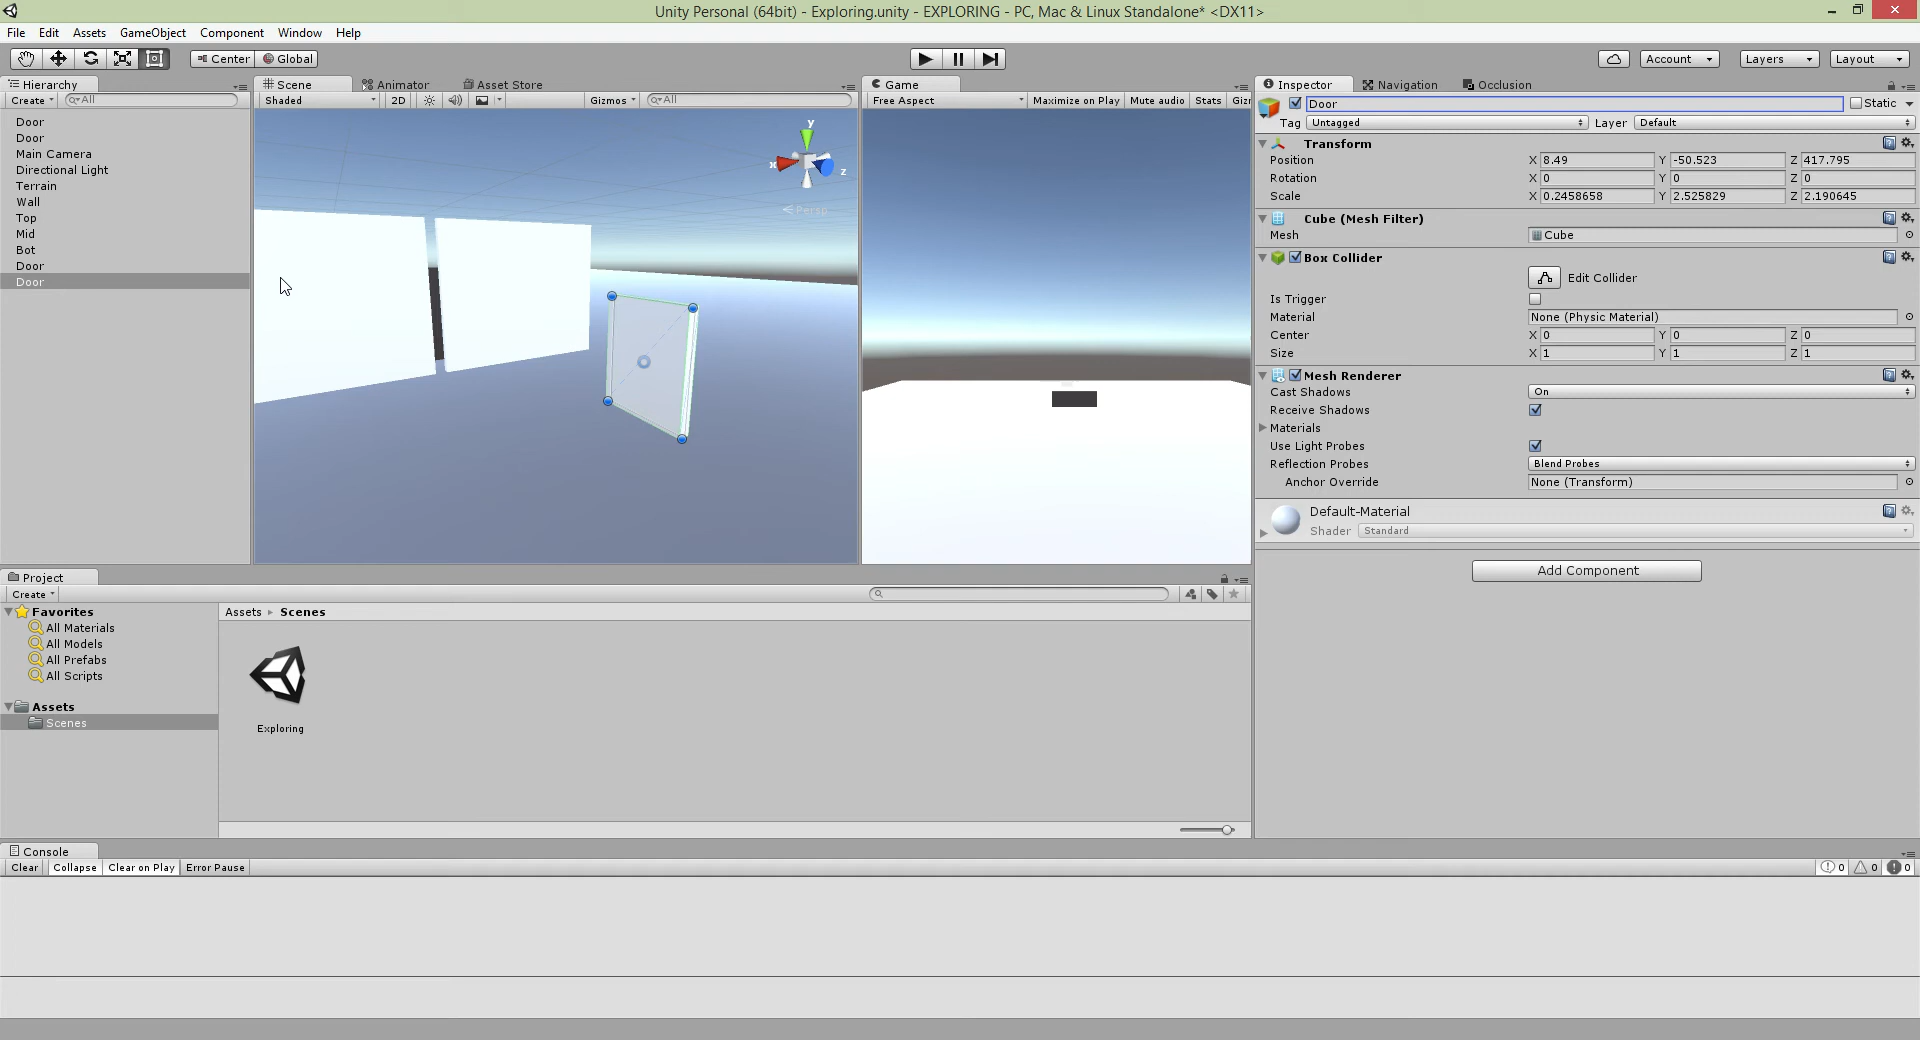 Unity Personal (64bit) - Exploring.unity - EXPLORING - PC, Mac & Linux Standalone* <DX11>
File Edit Assets GameObject Component Window Help
Center Global Account Layers Layout
Hierarchy
Create All
Door
Door
Main Camera
Directional Light
Terrain
Wall
Top
Mid
Bot
Door
Door
Scene Animator Asset Store
Shaded 2D Gizmos All
y
x
z
Persp
Game
Free Aspect Maximize on Play Mute audio Stats Giz
Inspector Navigation Occlusion
Door Static
Tag Untagged Layer Default
Transform
Position X 8.49 Y -50.523 Z 417.795
Rotation X 0 Y 0 Z 0
Scale X 0.2458658 Y 2.525829 Z 2.190645
Cube (Mesh Filter)
Mesh Cube
Box Collider
Edit Collider
Is Trigger
Material None (Physic Material)
Center X 0 Y 0 Z 0
Size X 1 Y 1 Z 1
Mesh Renderer
Cast Shadows On
Receive Shadows
Materials
Use Light Probes
Reflection Probes Blend Probes
Anchor Override None (Transform)
Default-Material
Shader Standard
Add Component
Project
Create
Favorites
All Materials
All Models
All Prefabs
All Scripts
Assets
Scenes
Assets Scenes
Exploring
Console
Clear Collapse Clear on Play Error Pause 0 0 0